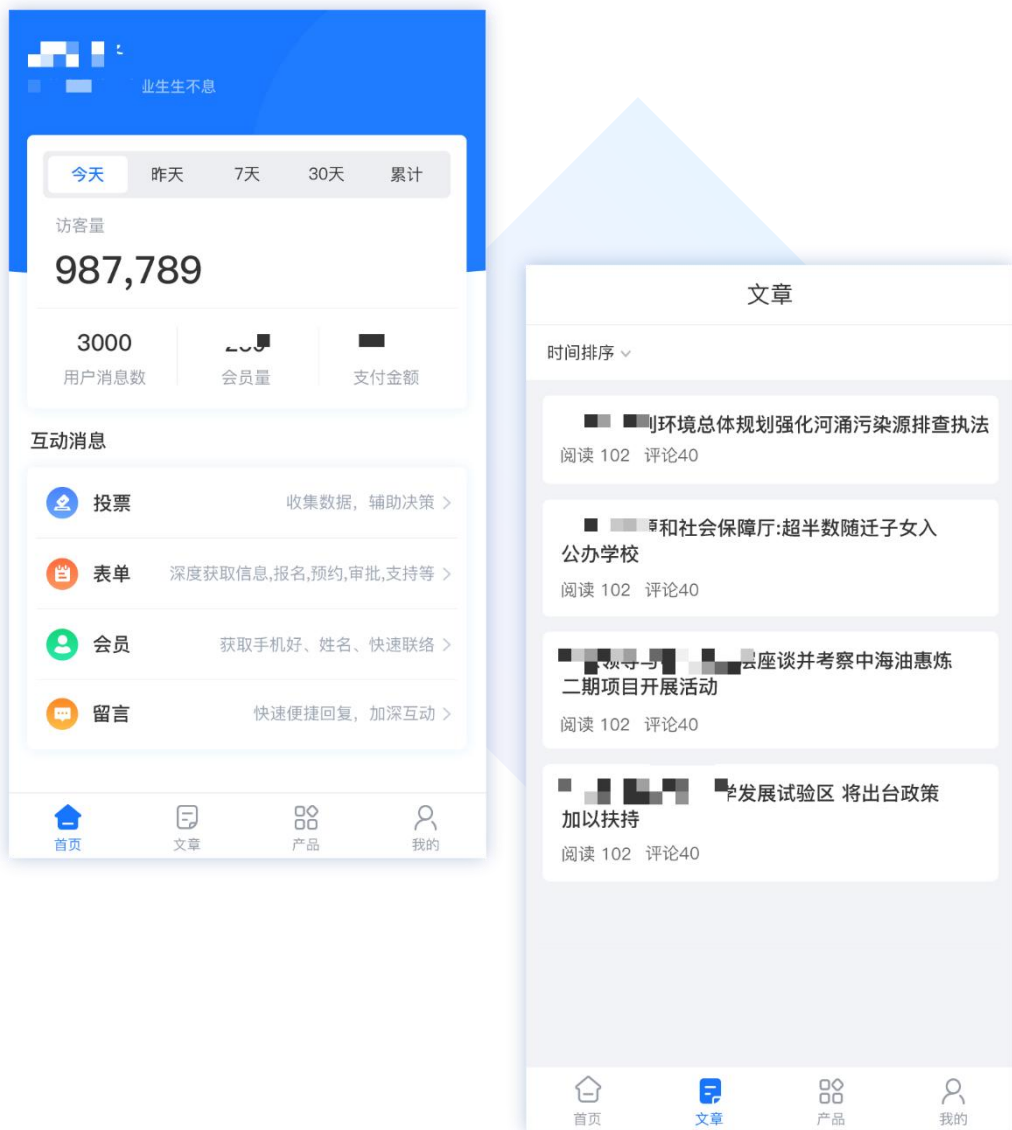 业生生不息
今天 昨天 7天 30天 累计
访客量
987,789
3000
用户消息数 会员量 支付金额
互动消息
投票 收集数据，辅助决策
表单 深度获取信息,报名,预约,审批,支持等
会员 获取手机好、姓名、快速联络
留言 快速便捷回复，加深互动
首页 文章 产品 我的
文章
时间排序
环境总体规划强化河涌污染源排查执法
阅读 102 评论40
和社会保障厅:超半数随迁子女入
公办学校
阅读 102 评论40
座谈并考察中海油惠炼
二期项目开展活动
阅读 102 评论40
发展试验区 将出台政策
加以扶持
阅读 102 评论40
首页 文章 产品 我的